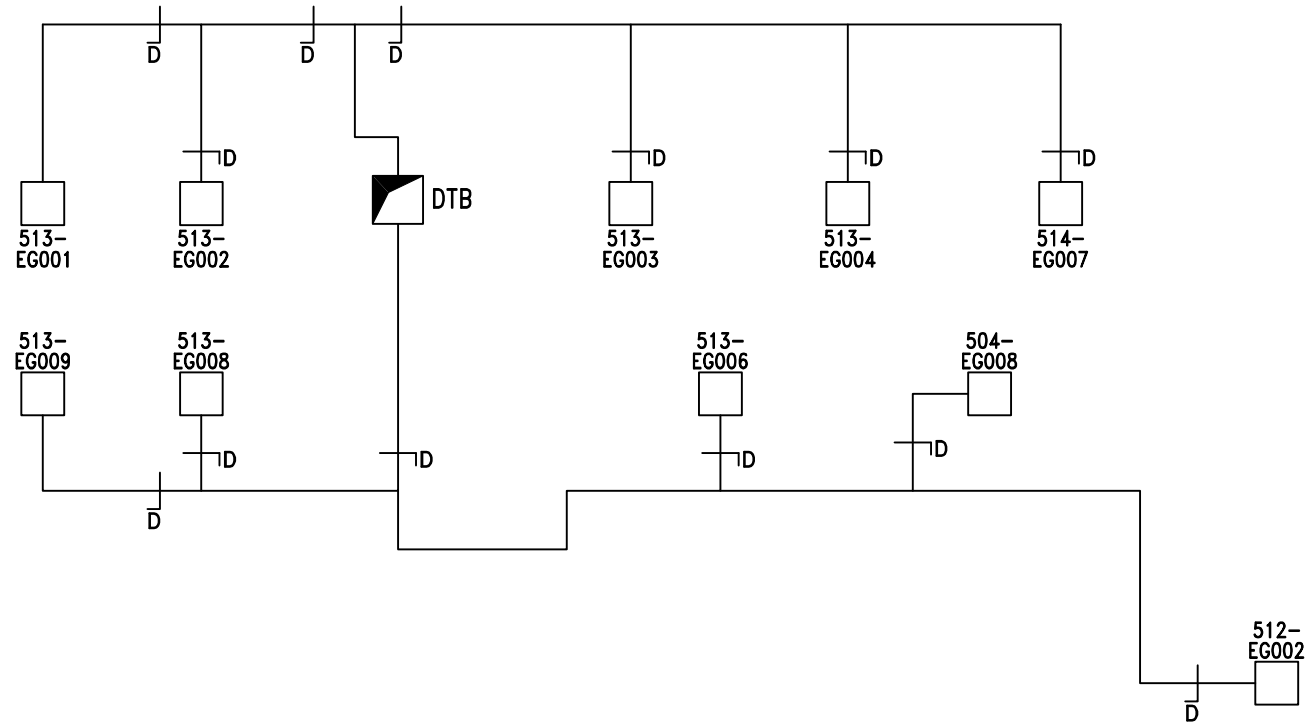 D
D
D
D
D
D
D
DTB
513-
EG001
513-
EG002
513-
EG003
513-
EG004
514-
EG007
513-
EG009
513-
EG008
513-
EG006
504-
EG008
D
D
D
D
D
512-
EG002
D